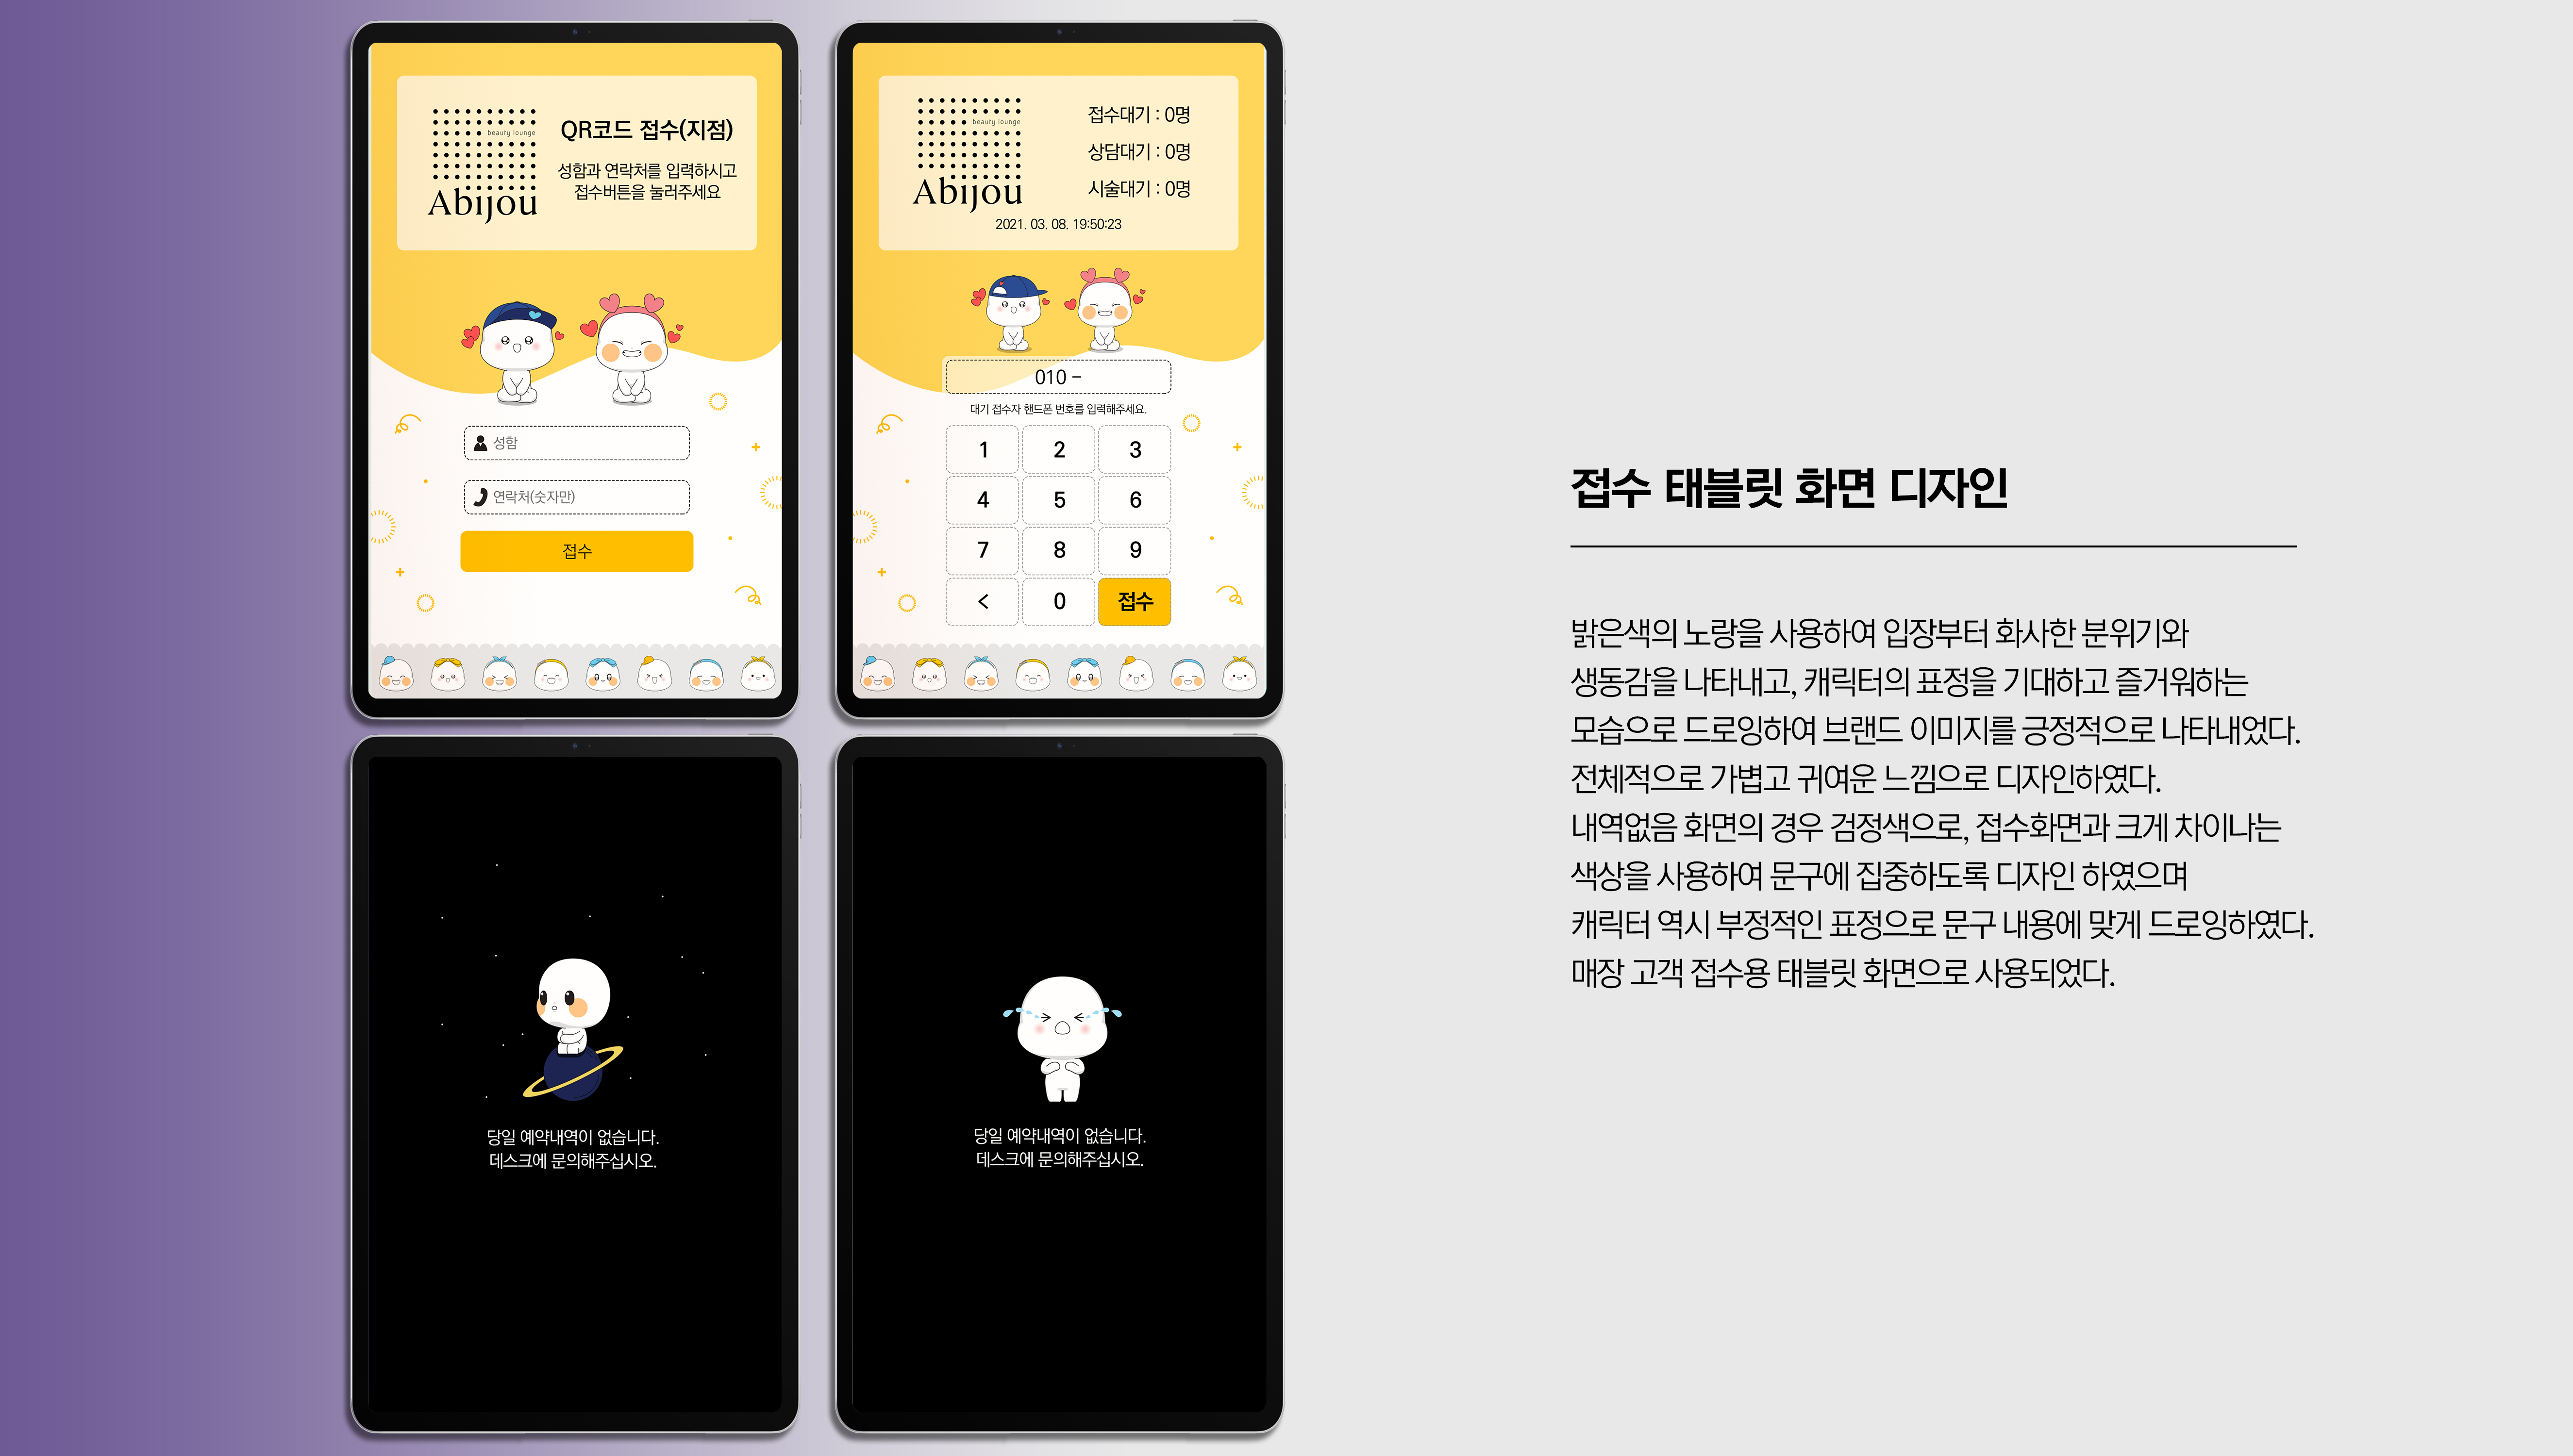 beauty lounge
Abijou
QR코드 접수(지점)
성함과 연락처를 입력하시고
접수버튼을 눌러주세요
성함
연락처(숫자만)
접수
beauty lounge
Abijou
접수대기 : 0명
상담대기 : 0명
시술대기 : 0명
2021. 03. 08. 19:50:23
010 –
대기 접수자 핸드폰 번호를 입력해주세요.
1 2 3
4 5 6
7 8 9
< 0 접수
당일 예약내역이 없습니다.
데스크에 문의해주십시오.
당일 예약내역이 없습니다.
데스크에 문의해주십시오.
접수 태블릿 화면 디자인
밝은색의 노랑을 사용하여 입장부터 화사한 분위기와
생동감을 나타내고, 캐릭터의 표정을 기대하고 즐거워하는
모습으로 드로잉하여 브랜드 이미지를 긍정적으로 나타내었다.
전체적으로 가볍고 귀여운 느낌으로 디자인하였다.
내역없음 화면의 경우 검정색으로, 접수화면과 크게 차이나는
색상을 사용하여 문구에 집중하도록 디자인 하였으며
캐릭터 역시 부정적인 표정으로 문구 내용에 맞게 드로잉하였다.
매장 고객 접수용 태블릿 화면으로 사용되었다.